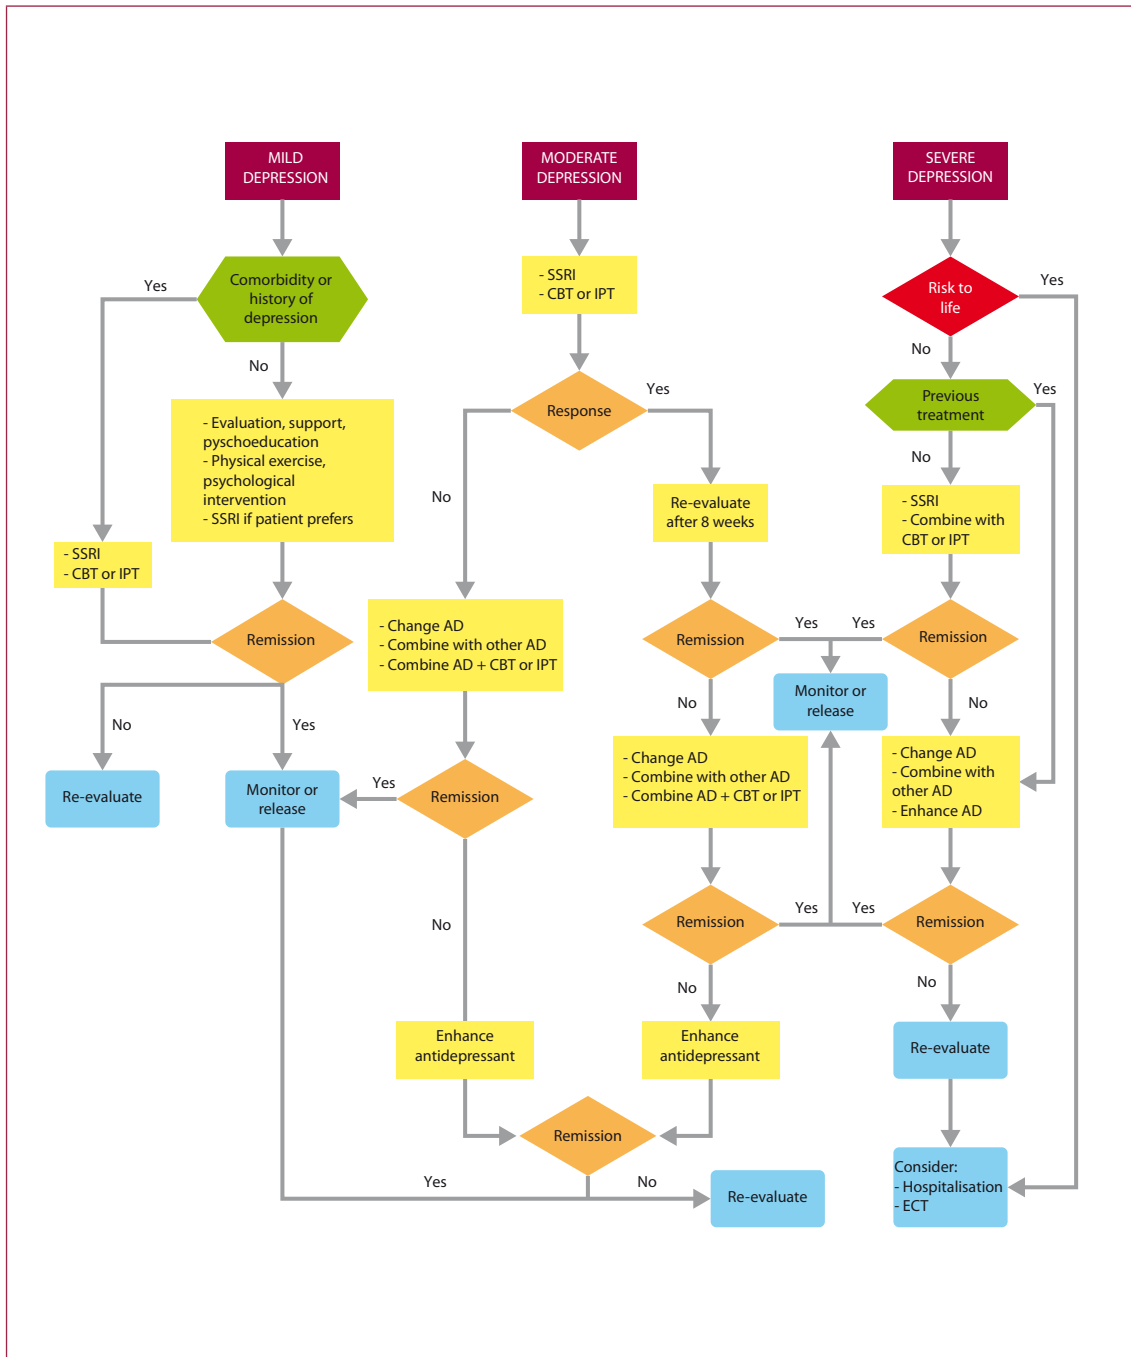 MILD
DEPRESSION
MODERATE
DEPRESSION
SEVERE
DEPRESSION
Yes
Comorbidity or
history of
depression
No
- Evaluation, support,
pyschoeducation
- Physical exercise,
psychological
intervention
- SSRI if patient prefers
- SSRI
- CBT or IPT
Remission
No
Yes
Re-evaluate
Monitor or
release
- SSRI
- CBT or IPT
Response
Yes
No
- Change AD
- Combine with other AD
- Combine AD + CBT or IPT
Yes
Remission
No
Enhance
antidepressant
Re-evaluate
after 8 weeks
Remission
Yes
No
- Change AD
- Combine with other AD
- Combine AD + CBT or IPT
Remission
Yes
No
Enhance
antidepressant
Remission
Yes
No
Re-evaluate
Monitor or
release
Risk to
life
Yes
No
Previous
treatment
Yes
No
- SSRI
- Combine with
CBT or IPT
Yes
Remission
No
- Change AD
- Combine with
other AD
- Enhance AD
Yes
Remission
No
Re-evaluate
Consider:
- Hospitalisation
- ECT